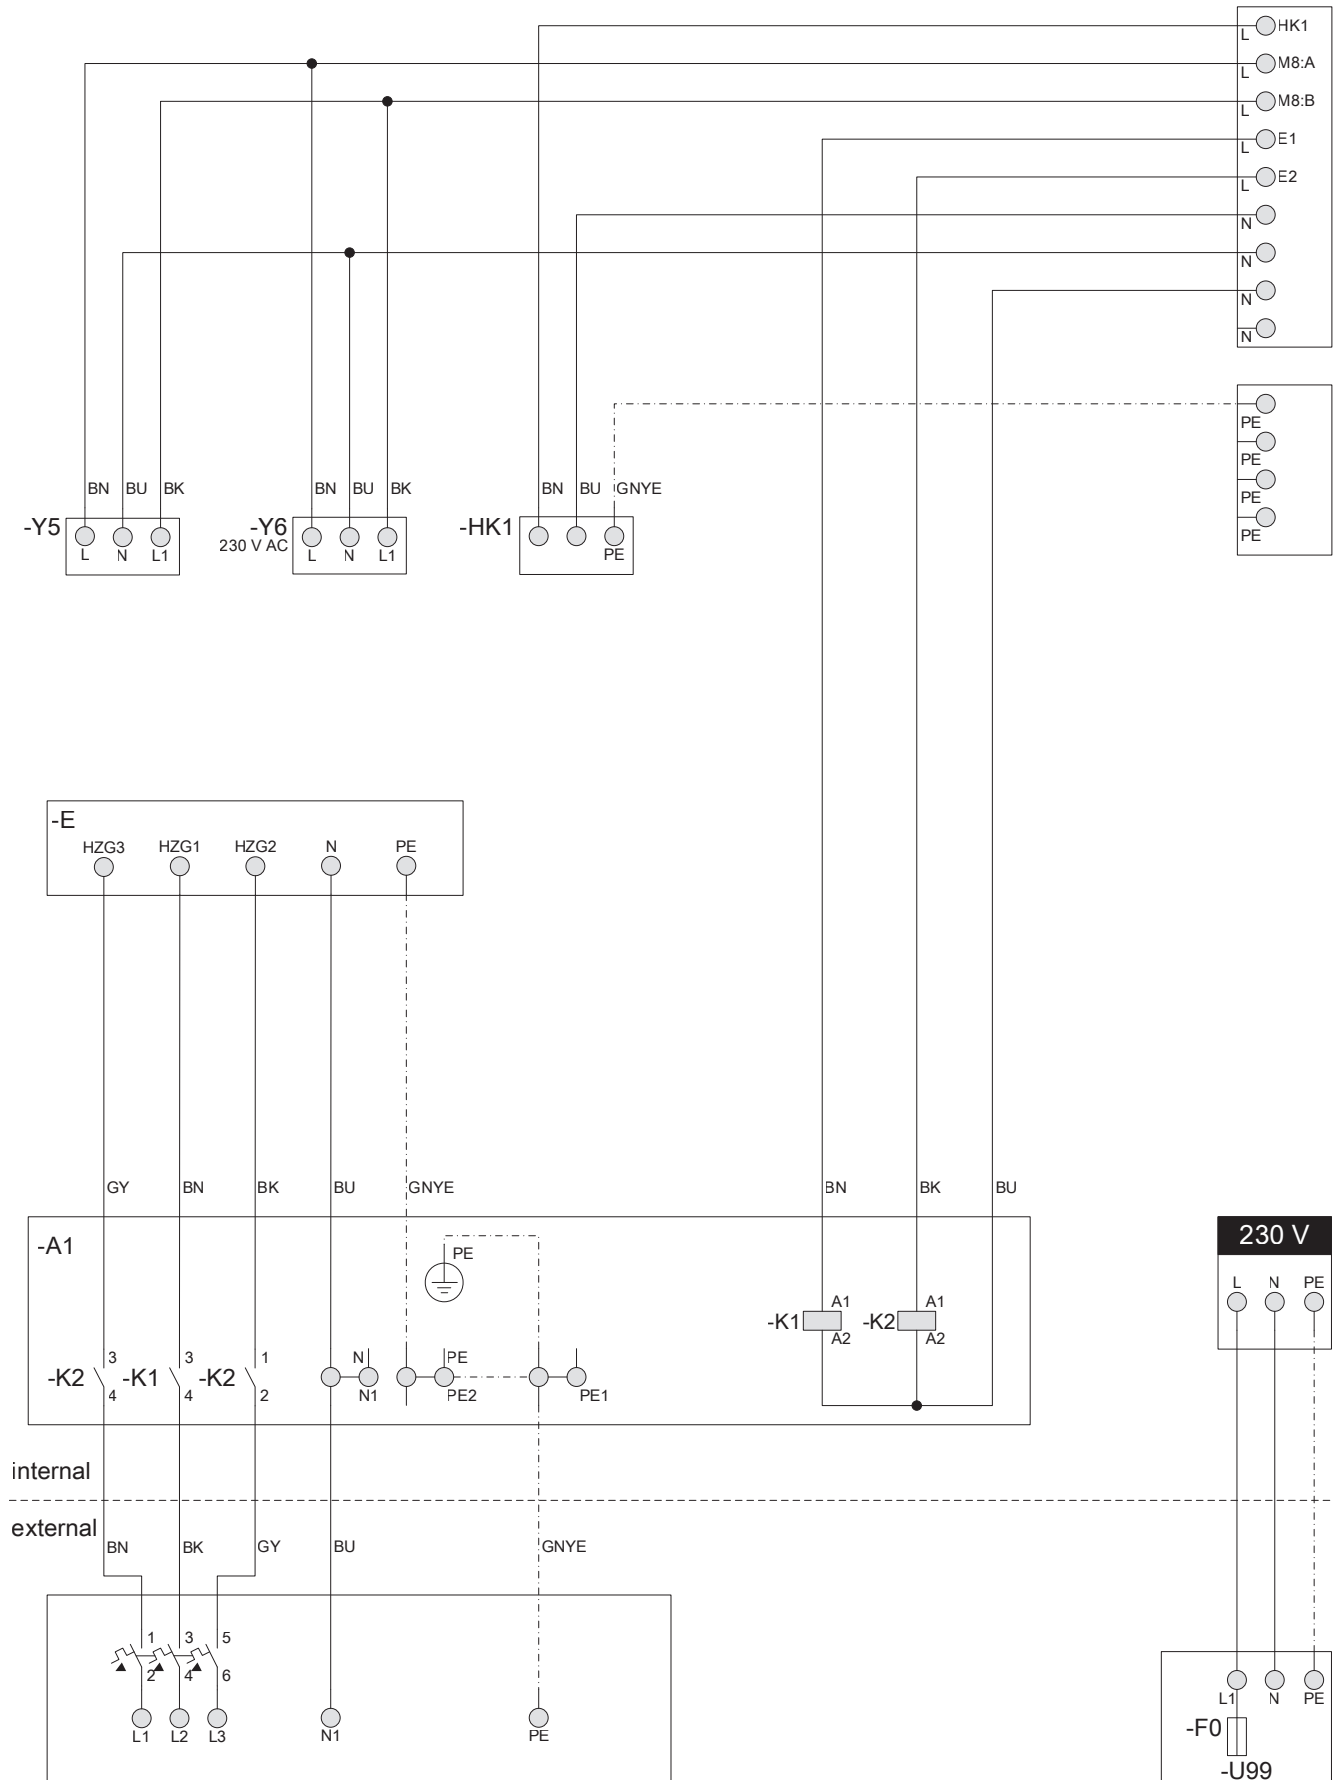 L HK1
L M8:A
L M8:B
L E1
L E2
N
N
N
N
PE
PE
PE
PE
BN BU BK BN BU BK BN BU GNYE
-Y5 -Y6 -HK1
230 V AC
L N L1 L N L1 PE
-E
HZG3 HZG1 HZG2 N PE
GY BN BK BU GNYE BN BK BU
-A1
PE
230 V
L N PE
-K1 A1 -K2 A1
A2 A2
3 3 1 N PE
-K2 -K1 -K2
4 4 2 N1 PE2 PE1
internal
external
BN BK GY BU GNYE
1 3 5
2 4 6
L1 L2 L3 N1 PE
L1 N PE
-F0
-U99